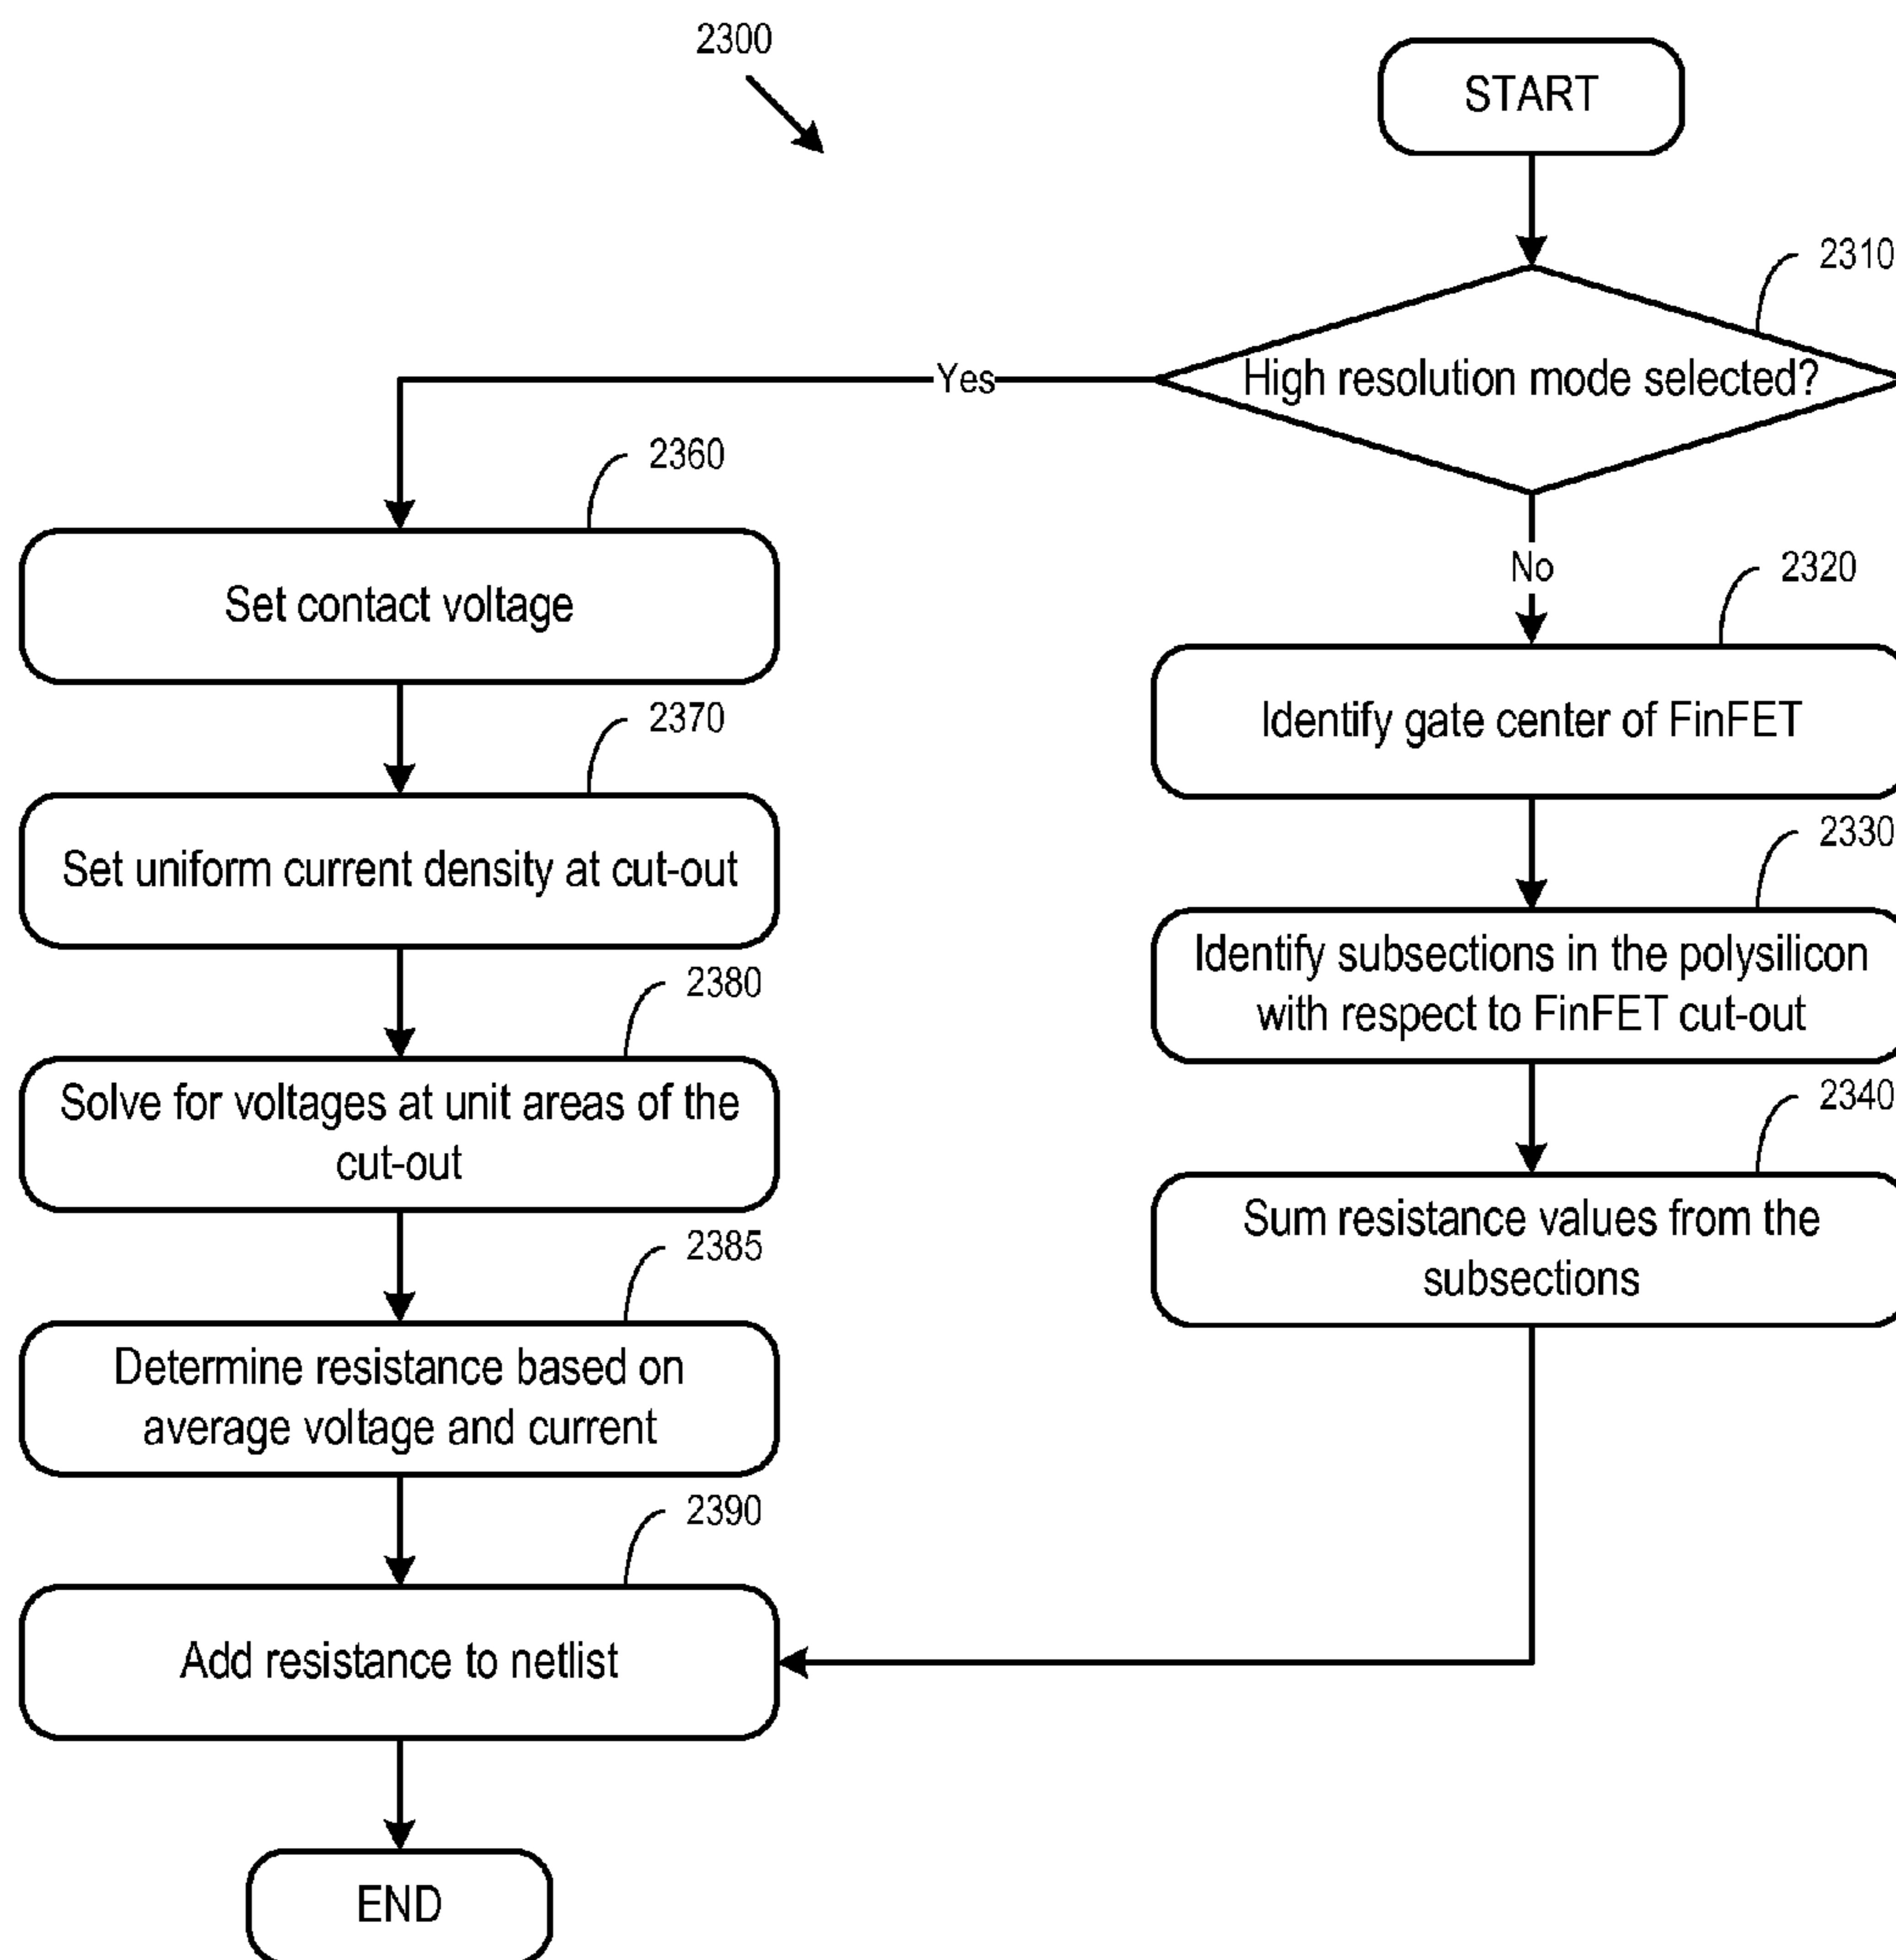 2300
START
2310
High resolution mode selected?
Yes
No
2360
Set contact voltage
2370
Set uniform current density at cut-out
2380
Solve for voltages at unit areas of the
cut-out
2385
Determine resistance based on
average voltage and current
2320
Identify gate center of FinFET
2330
Identify subsections in the polysilicon
with respect to FinFET cut-out
2340
Sum resistance values from the
subsections
2390
Add resistance to netlist
END